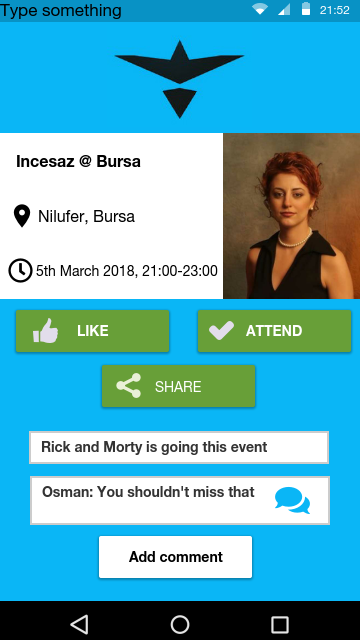 Type something
21:52
Incesaz @ Bursa
Nilufer, Bursa
5th March 2018, 21:00-23:00
LIKE
ATTEND
SHARE
Rick and Morty is going this event
Osman: You shouldn't miss that
Add comment